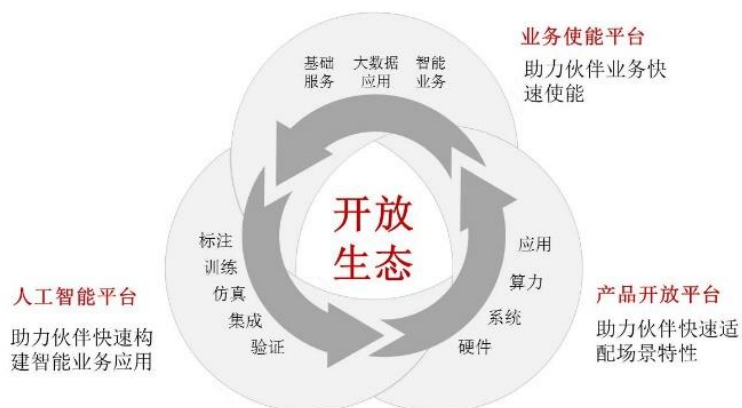 业务使能平台
助力伙伴业务快
速使能
基础
服务
大数据
应用
智能
业务
开放
生态
标注
训练
仿真
集成
验证
应用
算力
系统
硬件
人工智能平台
助力伙伴快速构
建智能业务应用
产品开放平台
助力伙伴快速适
配场景特性